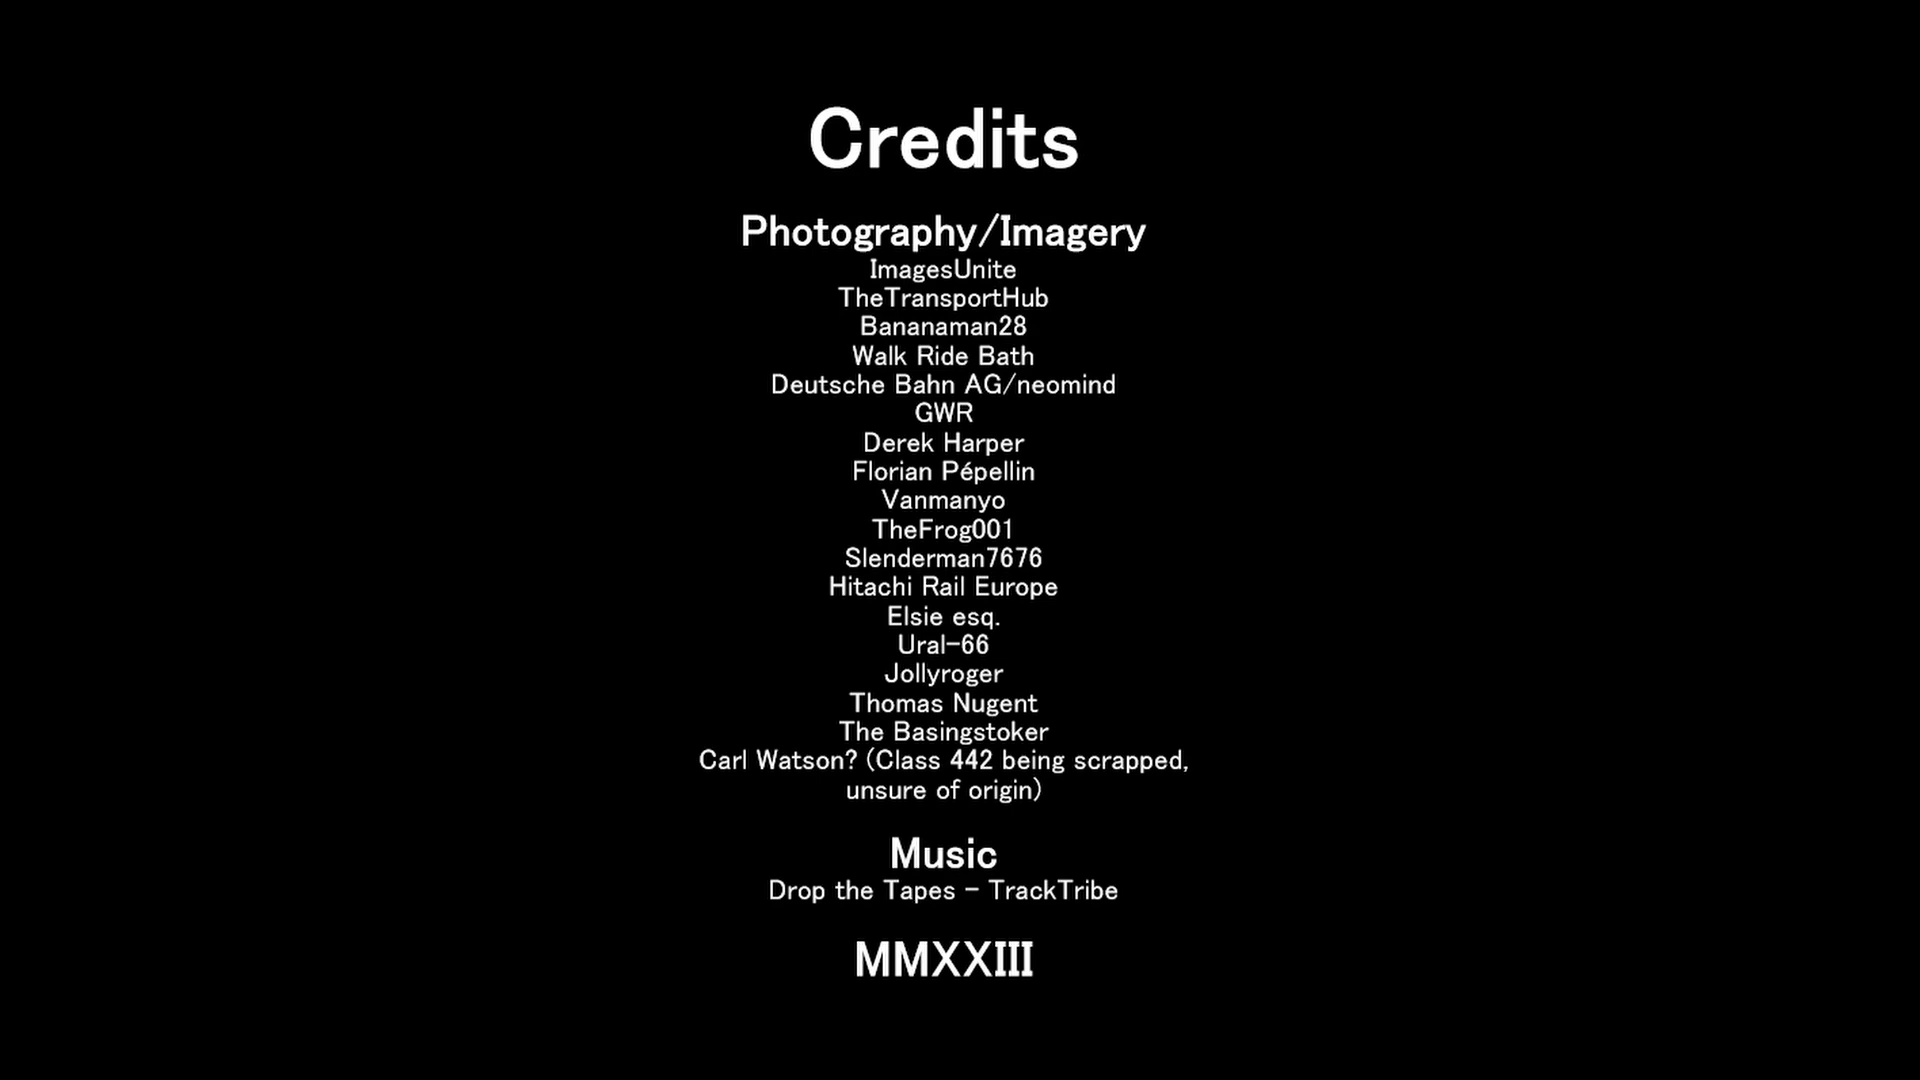 Credits
Photography/Imagery
ImagesUnite
TheTransportHub
Bananaman28
Walk Ride Bath
Deutsche Bahn AG/neomind
GWR
Derek Harper
Florian Pépellin
Vanmanyo
TheFrog001
Slenderman7676
Hitachi Rail Europe
Elsie esq.
Ural-66
Jollyroger
Thomas Nugent
The Basingstoker
Carl Watson? (Class 442 being scrapped,
unsure of origin)
Music
Drop the Tapes - TrackTribe
MMXXIII